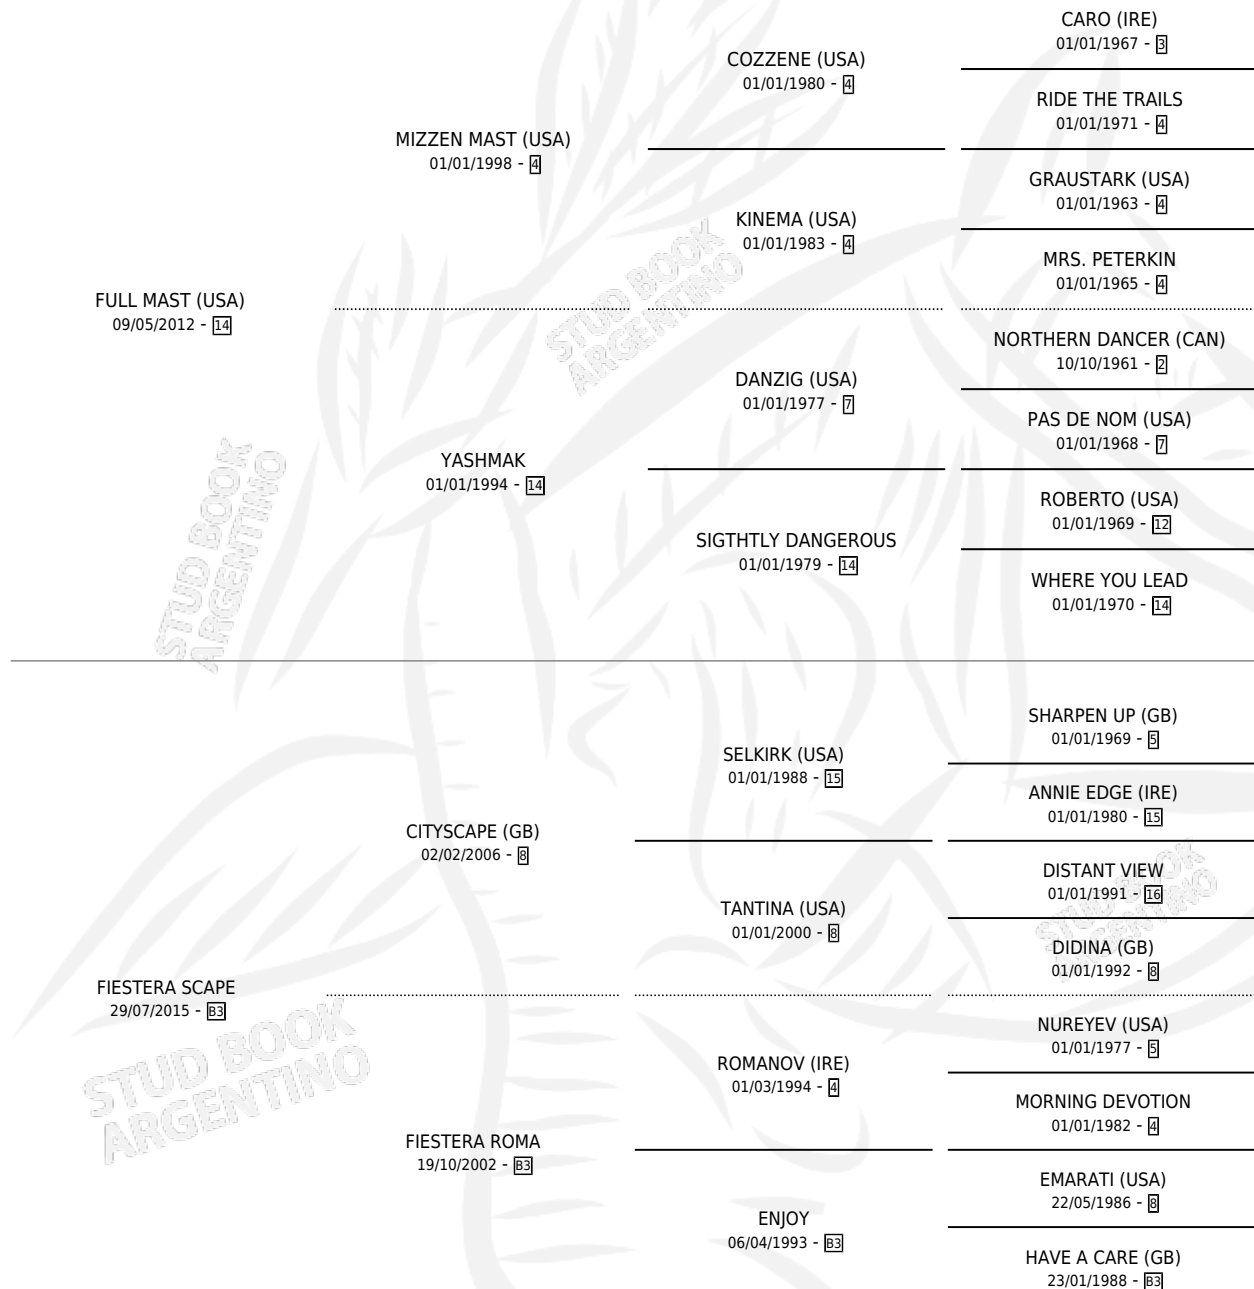 CARO (IRE)
01/01/1967 - 3
COZZENE (USA)
01/01/1980 - 4
RIDE THE TRAILS
01/01/1971 - 4
MIZZEN MAST (USA)
01/01/1998 - 4
GRAUSTARK (USA)
01/01/1963 - 4
KINEMA (USA)
01/01/1983 - 4
MRS. PETERKIN
01/01/1965 - 4
FULL MAST (USA)
09/05/2012 - 14
NORTHERN DANCER (CAN)
10/10/1961 - 2
DANZIG (USA)
01/01/1977 - 7
PAS DE NOM (USA)
01/01/1968 - 7
YASHMAK
01/01/1994 - 14
ROBERTO (USA)
01/01/1969 - 12
SIGTHTLY DANGEROUS
01/01/1979 - 14
WHERE YOU LEAD
01/01/1970 - 14
SHARPEN UP (GB)
01/01/1969 - 5
SELKIRK (USA)
01/01/1988 - 15
ANNIE EDGE (IRE)
01/01/1980 - 15
CITYSCAPE (GB)
02/02/2006 - 8
DISTANT VIEW
01/01/1991 - 16
TANTINA (USA)
01/01/2000 - 8
DIDINA (GB)
01/01/1992 - 8
FIESTERA SCAPE
29/07/2015 - B3
NUREYEV (USA)
01/01/1977 - 5
ROMANOV (IRE)
01/03/1994 - 4
MORNING DEVOTION
01/01/1982 - 4
FIESTERA ROMA
19/10/2002 - B3
EMARATI (USA)
22/05/1986 - 8
ENJOY
06/04/1993 - B3
HAVE A CARE (GB)
23/01/1988 - B3
STUD BOOK
ARGENTINO
STUD BOOK
ARGENTINO
STUD BOOK
ARGENTINO
STUD BOOK
ARGENTINO